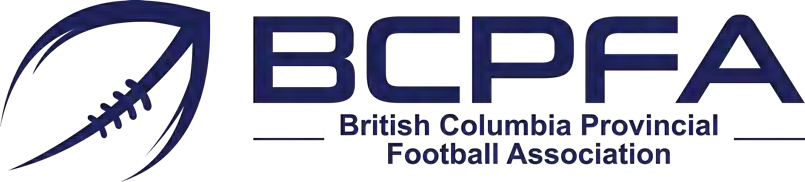 BCPFA
British Columbia Provincial
Football Association